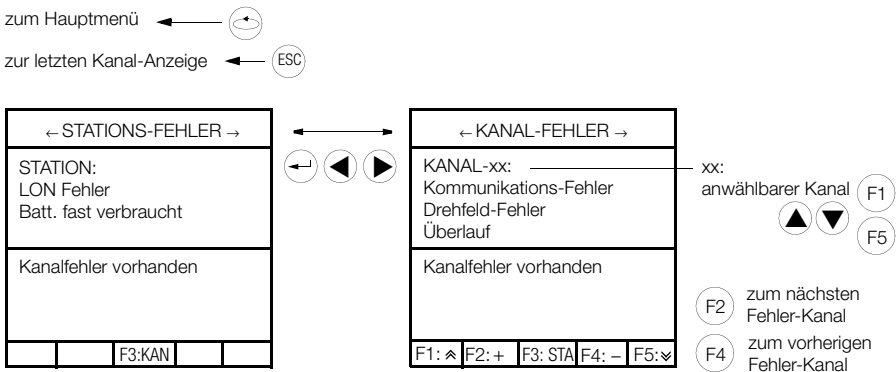 zum Hauptmenü
zur letzten Kanal-Anzeige ESC
← STATIONS-FEHLER →
STATION:
LON Fehler
Batt. fast verbraucht
Kanalfehler vorhanden
F3:KAN
← KANAL-FEHLER →
KANAL-xx:
Kommunikations-Fehler
Drehfeld-Fehler
Überlauf
Kanalfehler vorhanden
F1: F2: + F3: STA F4: – F5:
xx:
anwählbarer Kanal F1
F5
F2 zum nächsten
Fehler-Kanal
F4 zum vorherigen
Fehler-Kanal